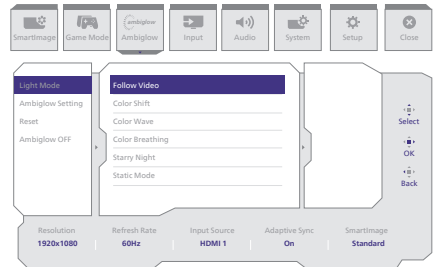 SmartImage
Game Mode
ambiglow
Ambiglow
Input
Audio
System
Setup
Close
Light Mode
Ambiglow Setting
Reset
Ambiglow OFF
Follow Video
Color Shift
Color Wave
Color Breathing
Starry Night
Static Mode
Select
OK
Back
Resolution
1920x1080
Refresh Rate
60Hz
Input Source
HDMI 1
Adaptive Sync
On
SmartImage
Standard